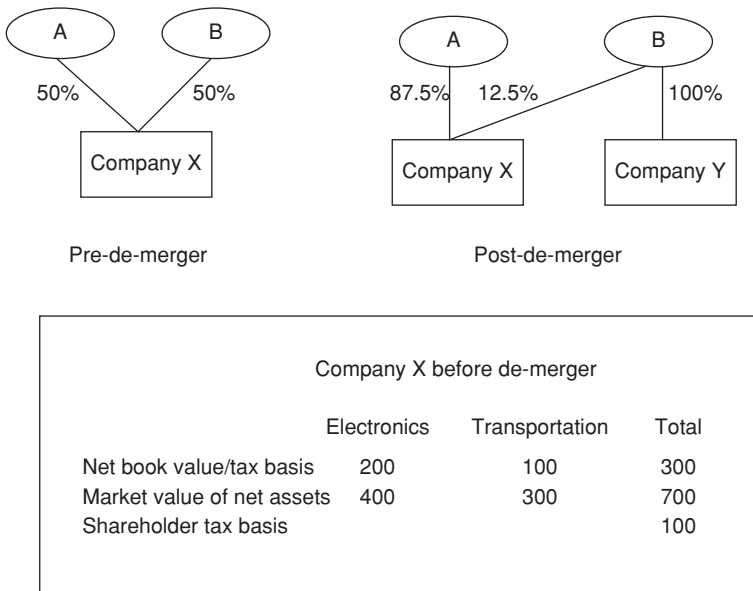 A B A B
50% 50% 87.5% 12.5% 100%
Company X Company X Company Y
Pre-de-merger Post-de-merger
Company X before de-merger
Electronics Transportation Total
Net book value/tax basis 200 100 300
Market value of net assets 400 300 700
Shareholder tax basis 100